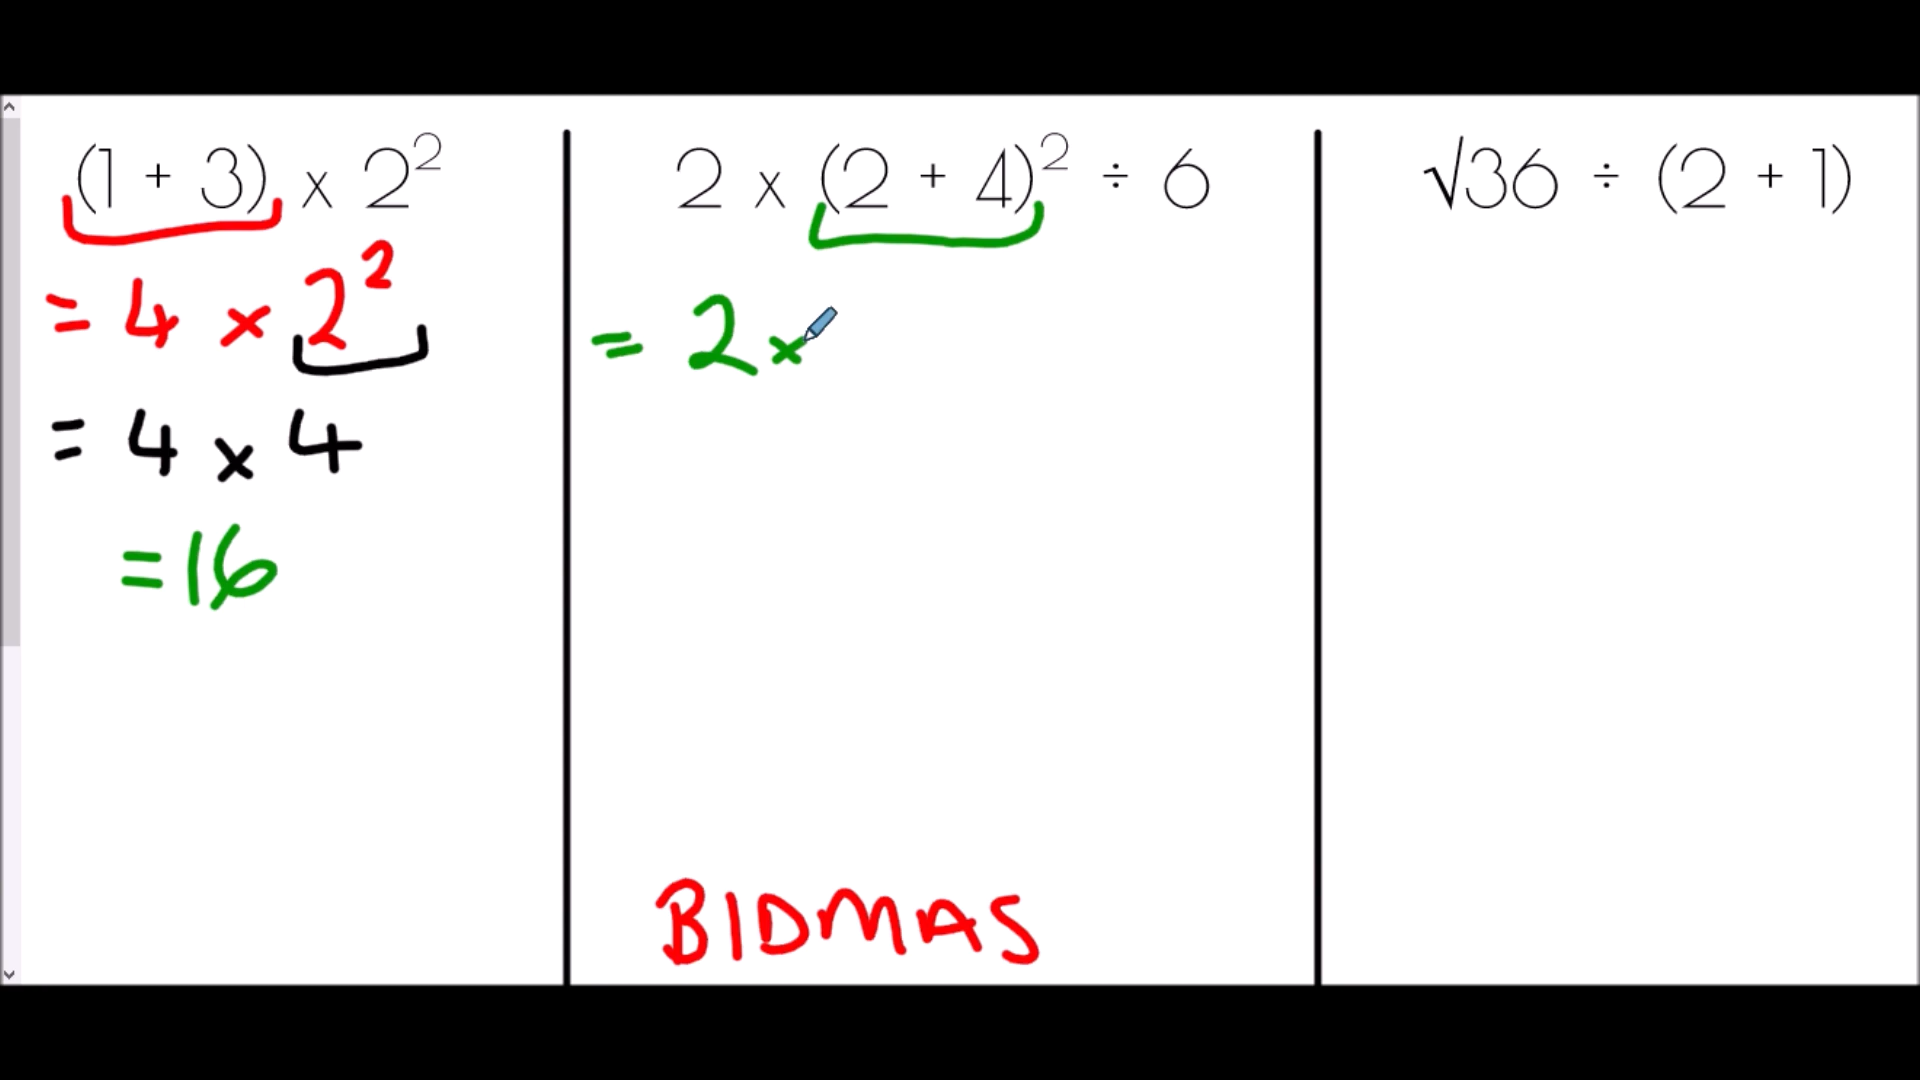 (1 + 3) x 2²
= 4 x 2²
= 4 x 4
= 16
2 x (2 + 4)² ÷ 6
= 2 x
BIDMAS
√36 ÷ (2 + 1)